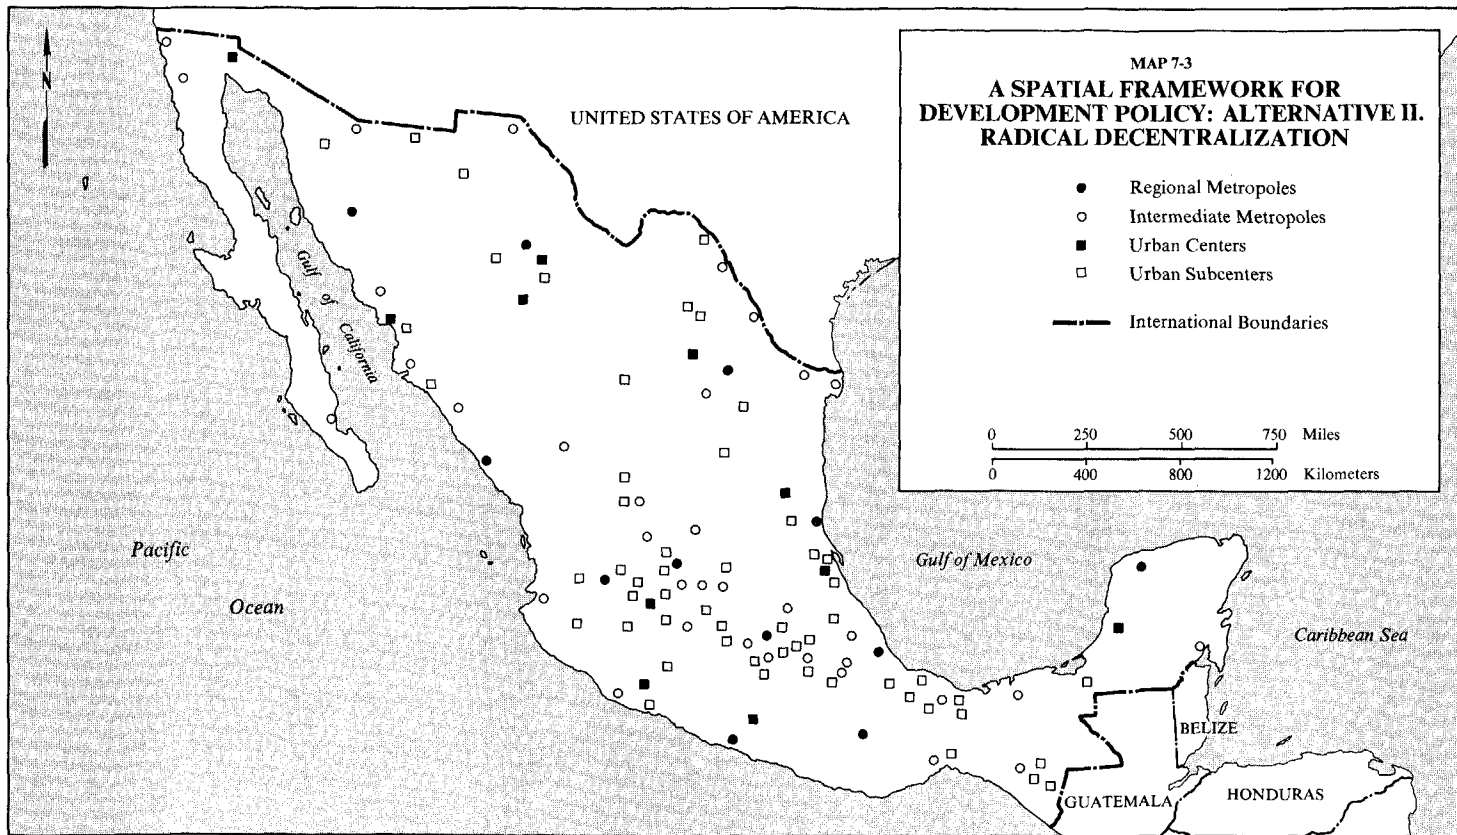 N
UNITED STATES OF AMERICA
MAP 7-3
A SPATIAL FRAMEWORK FOR
DEVELOPMENT POLICY: ALTERNATIVE II.
RADICAL DECENTRALIZATION
Regional Metropoles
Intermediate Metropoles
Urban Centers
Urban Subcenters
International Boundaries
0 250 500 750 Miles
0 400 800 1200 Kilometers
Gulf of California
Pacific
Ocean
Gulf of Mexico
Caribbean Sea
BELIZE
GUATEMALA
HONDURAS